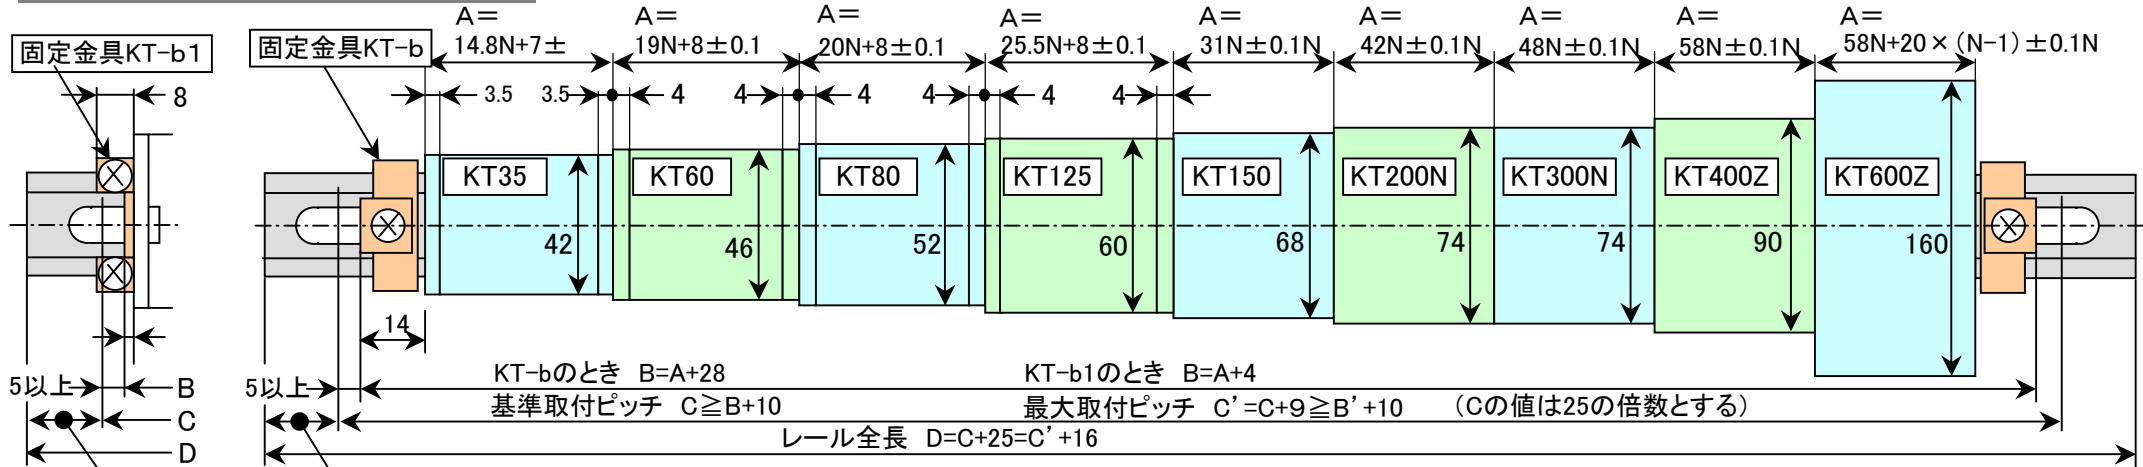 A=
A=
A=
A=
A=
A=
A=
A=
A=
固定金具KT-b1
固定金具KT-b
14.8N+7±
19N+8±0.1
20N+8±0.1
25.5N+8±0.1
31N±0.1N
42N±0.1N
48N±0.1N
58N±0.1N
58N+20×(N-1)±0.1N
8
3.5
3.5
4
4
4
4
4
4
KT35
KT60
KT80
KT125
KT150
KT200N
KT300N
KT400Z
KT600Z
42
46
52
60
68
74
74
90
160
14
5以上
B
5以上
KT-bのとき B=A+28
KT-b1のとき B=A+4
C
基準取付ピッチ C≧B+10
最大取付ピッチ C'=C+9≧B'+10 (Cの値は25の倍数とする)
D
レール全長 D=C+25=C'+16